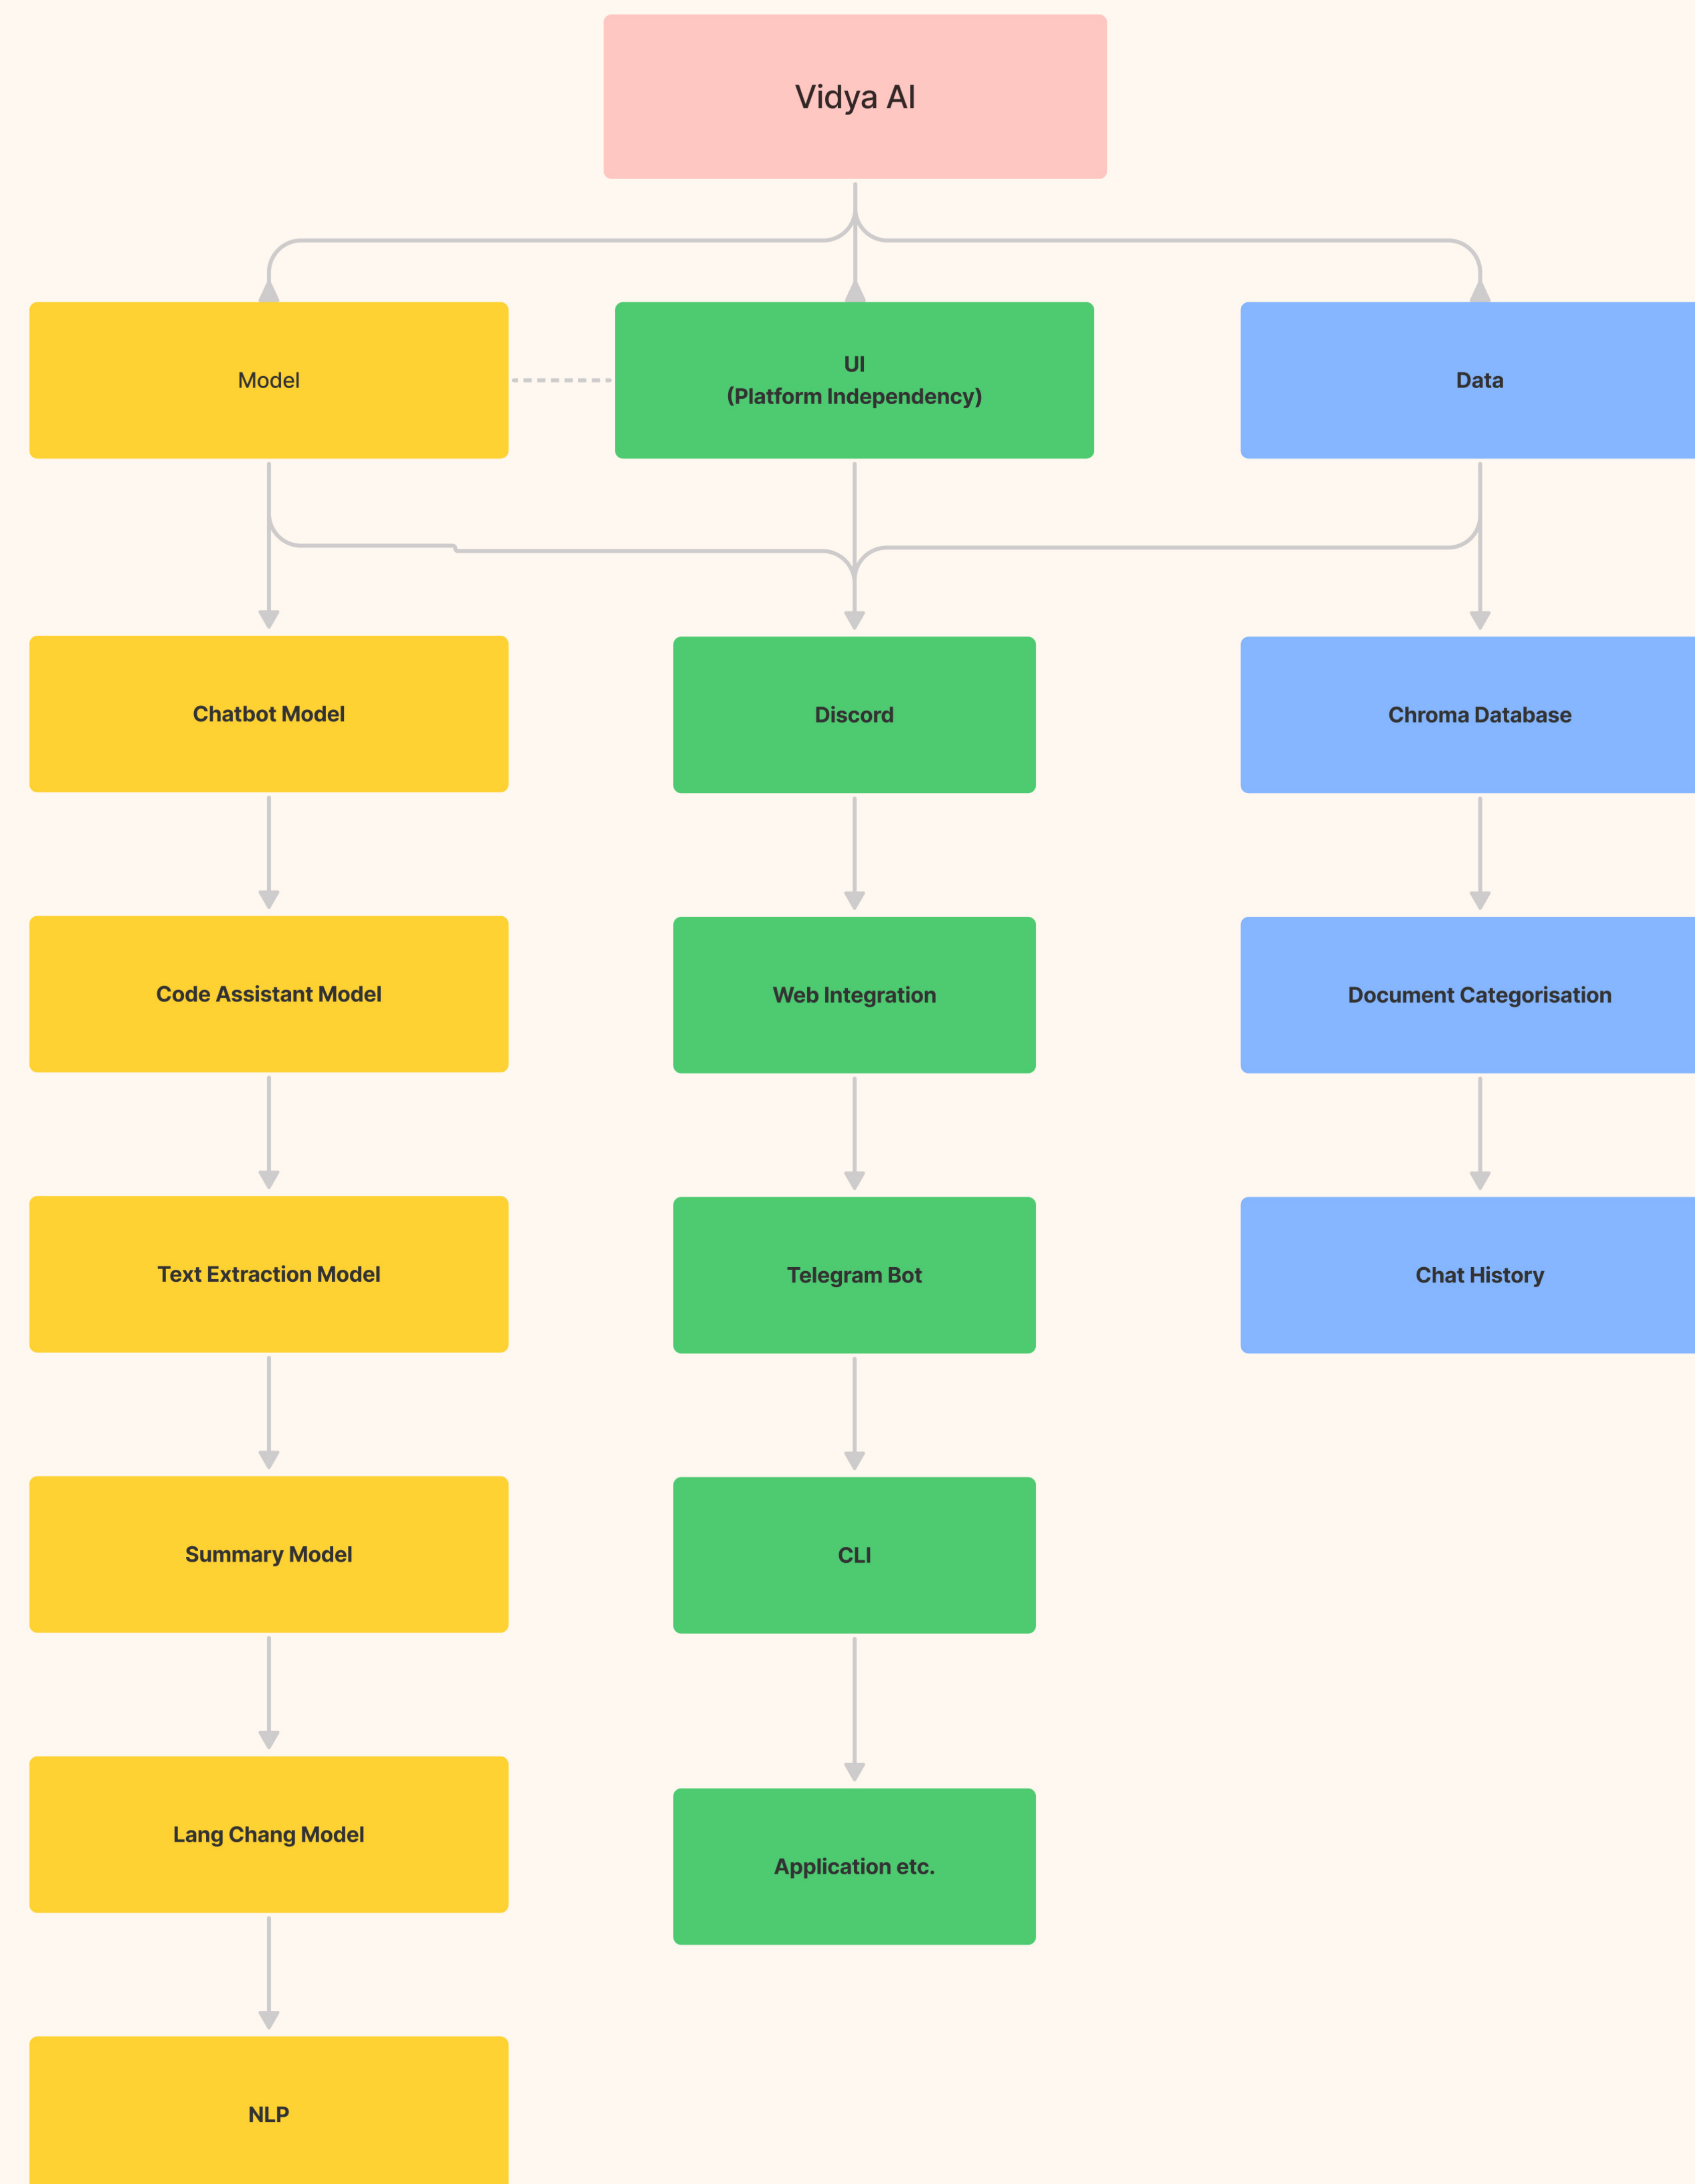 Vidya AI
Model
UI
(Platform Independency)
Data
Chatbot Model
Discord
Chroma Database
Code Assistant Model
Web Integration
Document Categorisation
Text Extraction Model
Telegram Bot
Chat History
Summary Model
CLI
Lang Chang Model
Application etc.
NLP